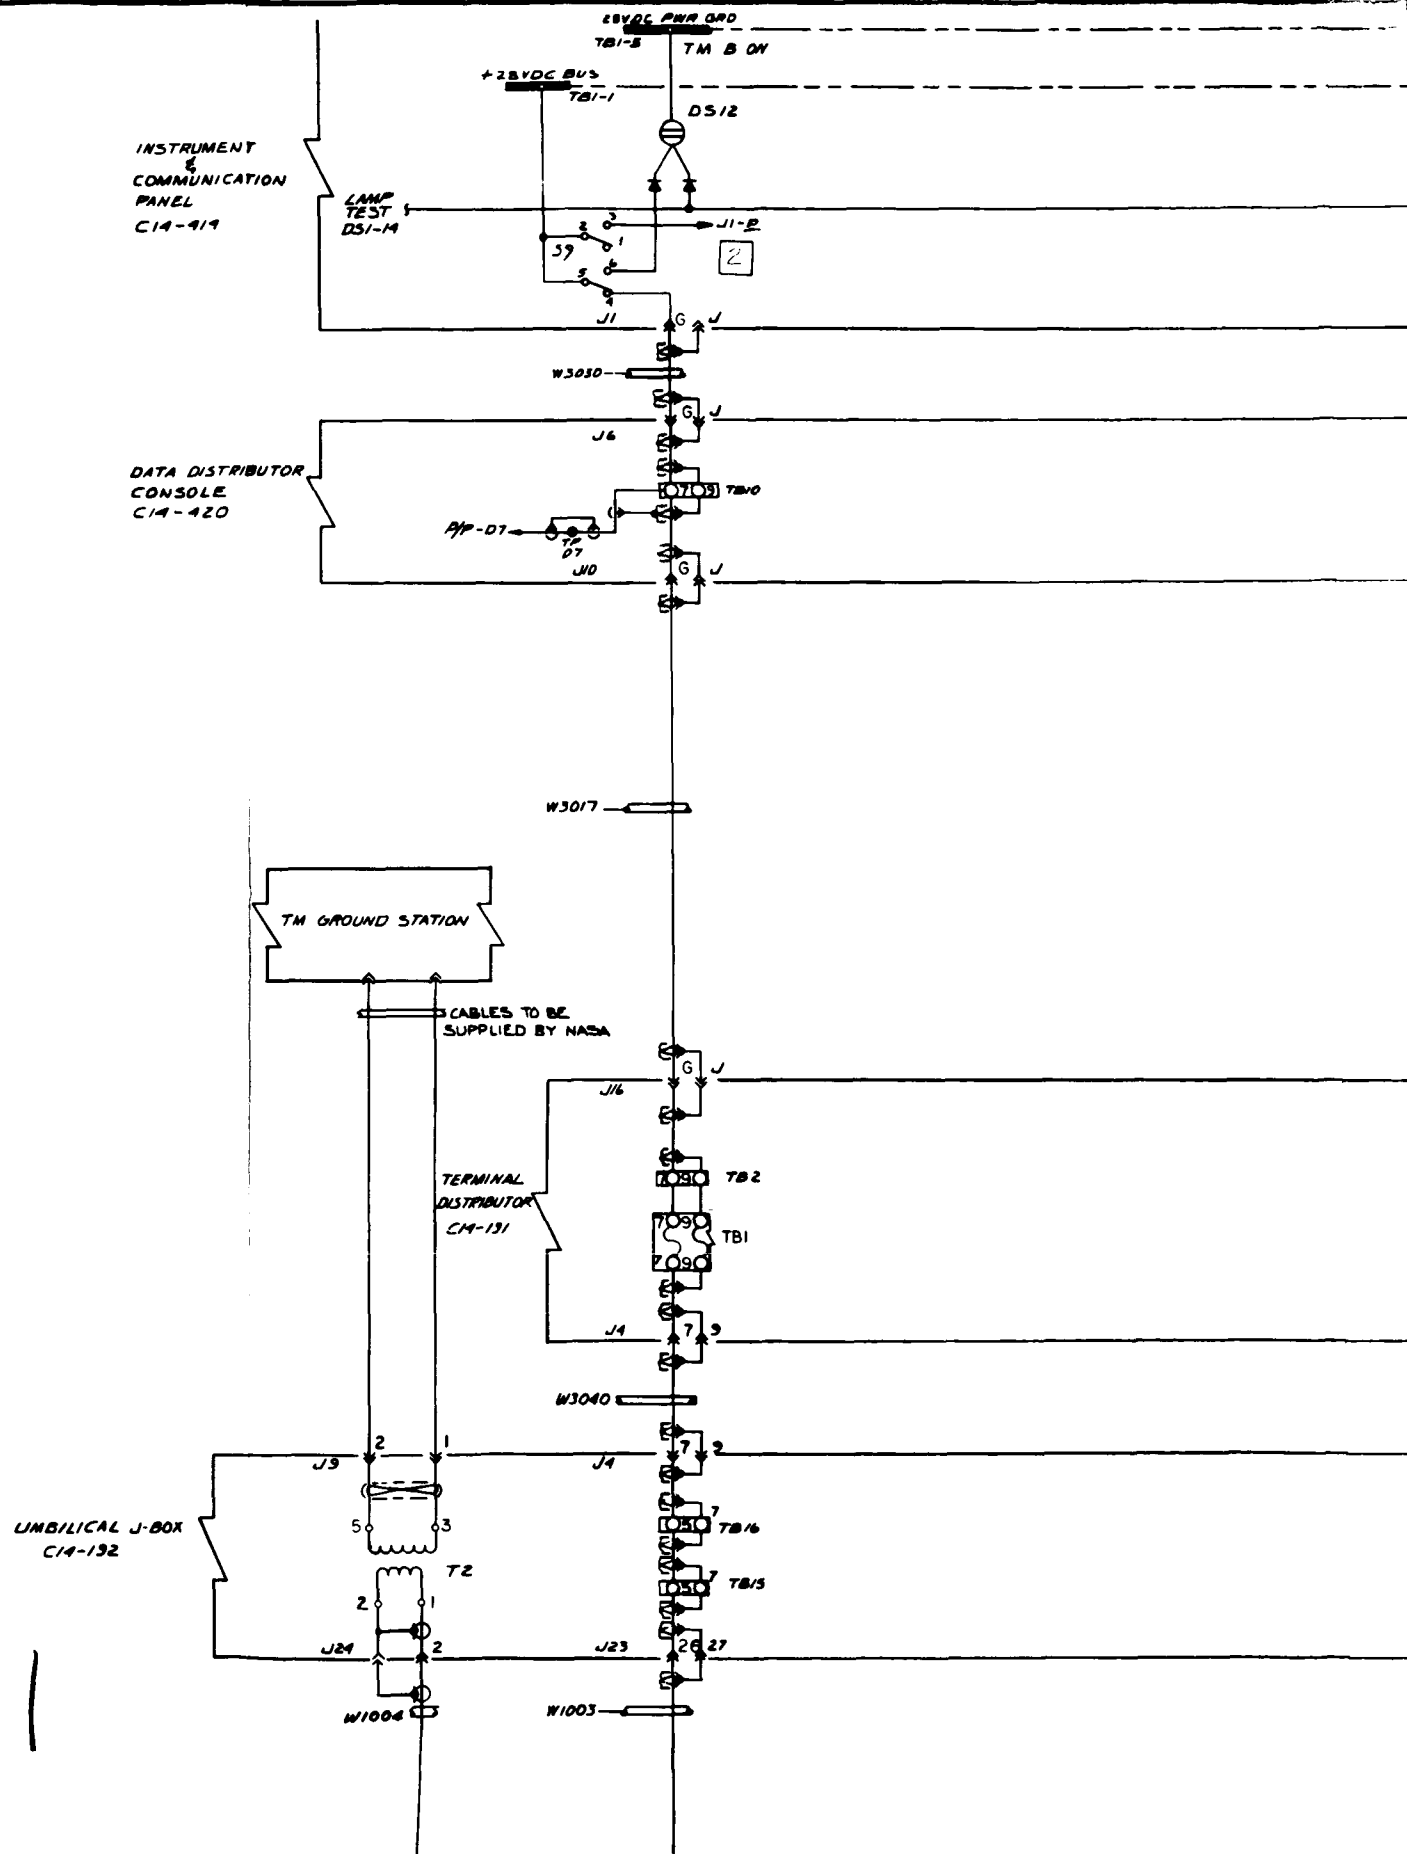 28VDC PWR GRD
TB1-5
TM B ON
+28VDC BUS
TB1-1
DS12
INSTRUMENT
&
COMMUNICATION
PANEL
C14-414
LAMP
TEST
DS1-14
3
J1-P
2
1
S9
2
6
5
4
J1
G
J
W3030
G
J
J6
DATA DISTRIBUTOR
CONSOLE
C14-420
7
9
TB10
P/P-D7
TP
D7
J10
G
J
W3017
TM GROUND STATION
CABLES TO BE
SUPPLIED BY NASA
G
J
J16
TERMINAL
DISTRIBUTOR
C14-191
7
9
TB2
7
9
TB1
7
9
J4
7
9
W3040
2
1
7
9
J9
J4
UMBILICAL J-BOX
C14-192
5
3
7
5
TB16
T2
7
5
TB15
2
1
J24
2
J23
26
27
W1004
W1003